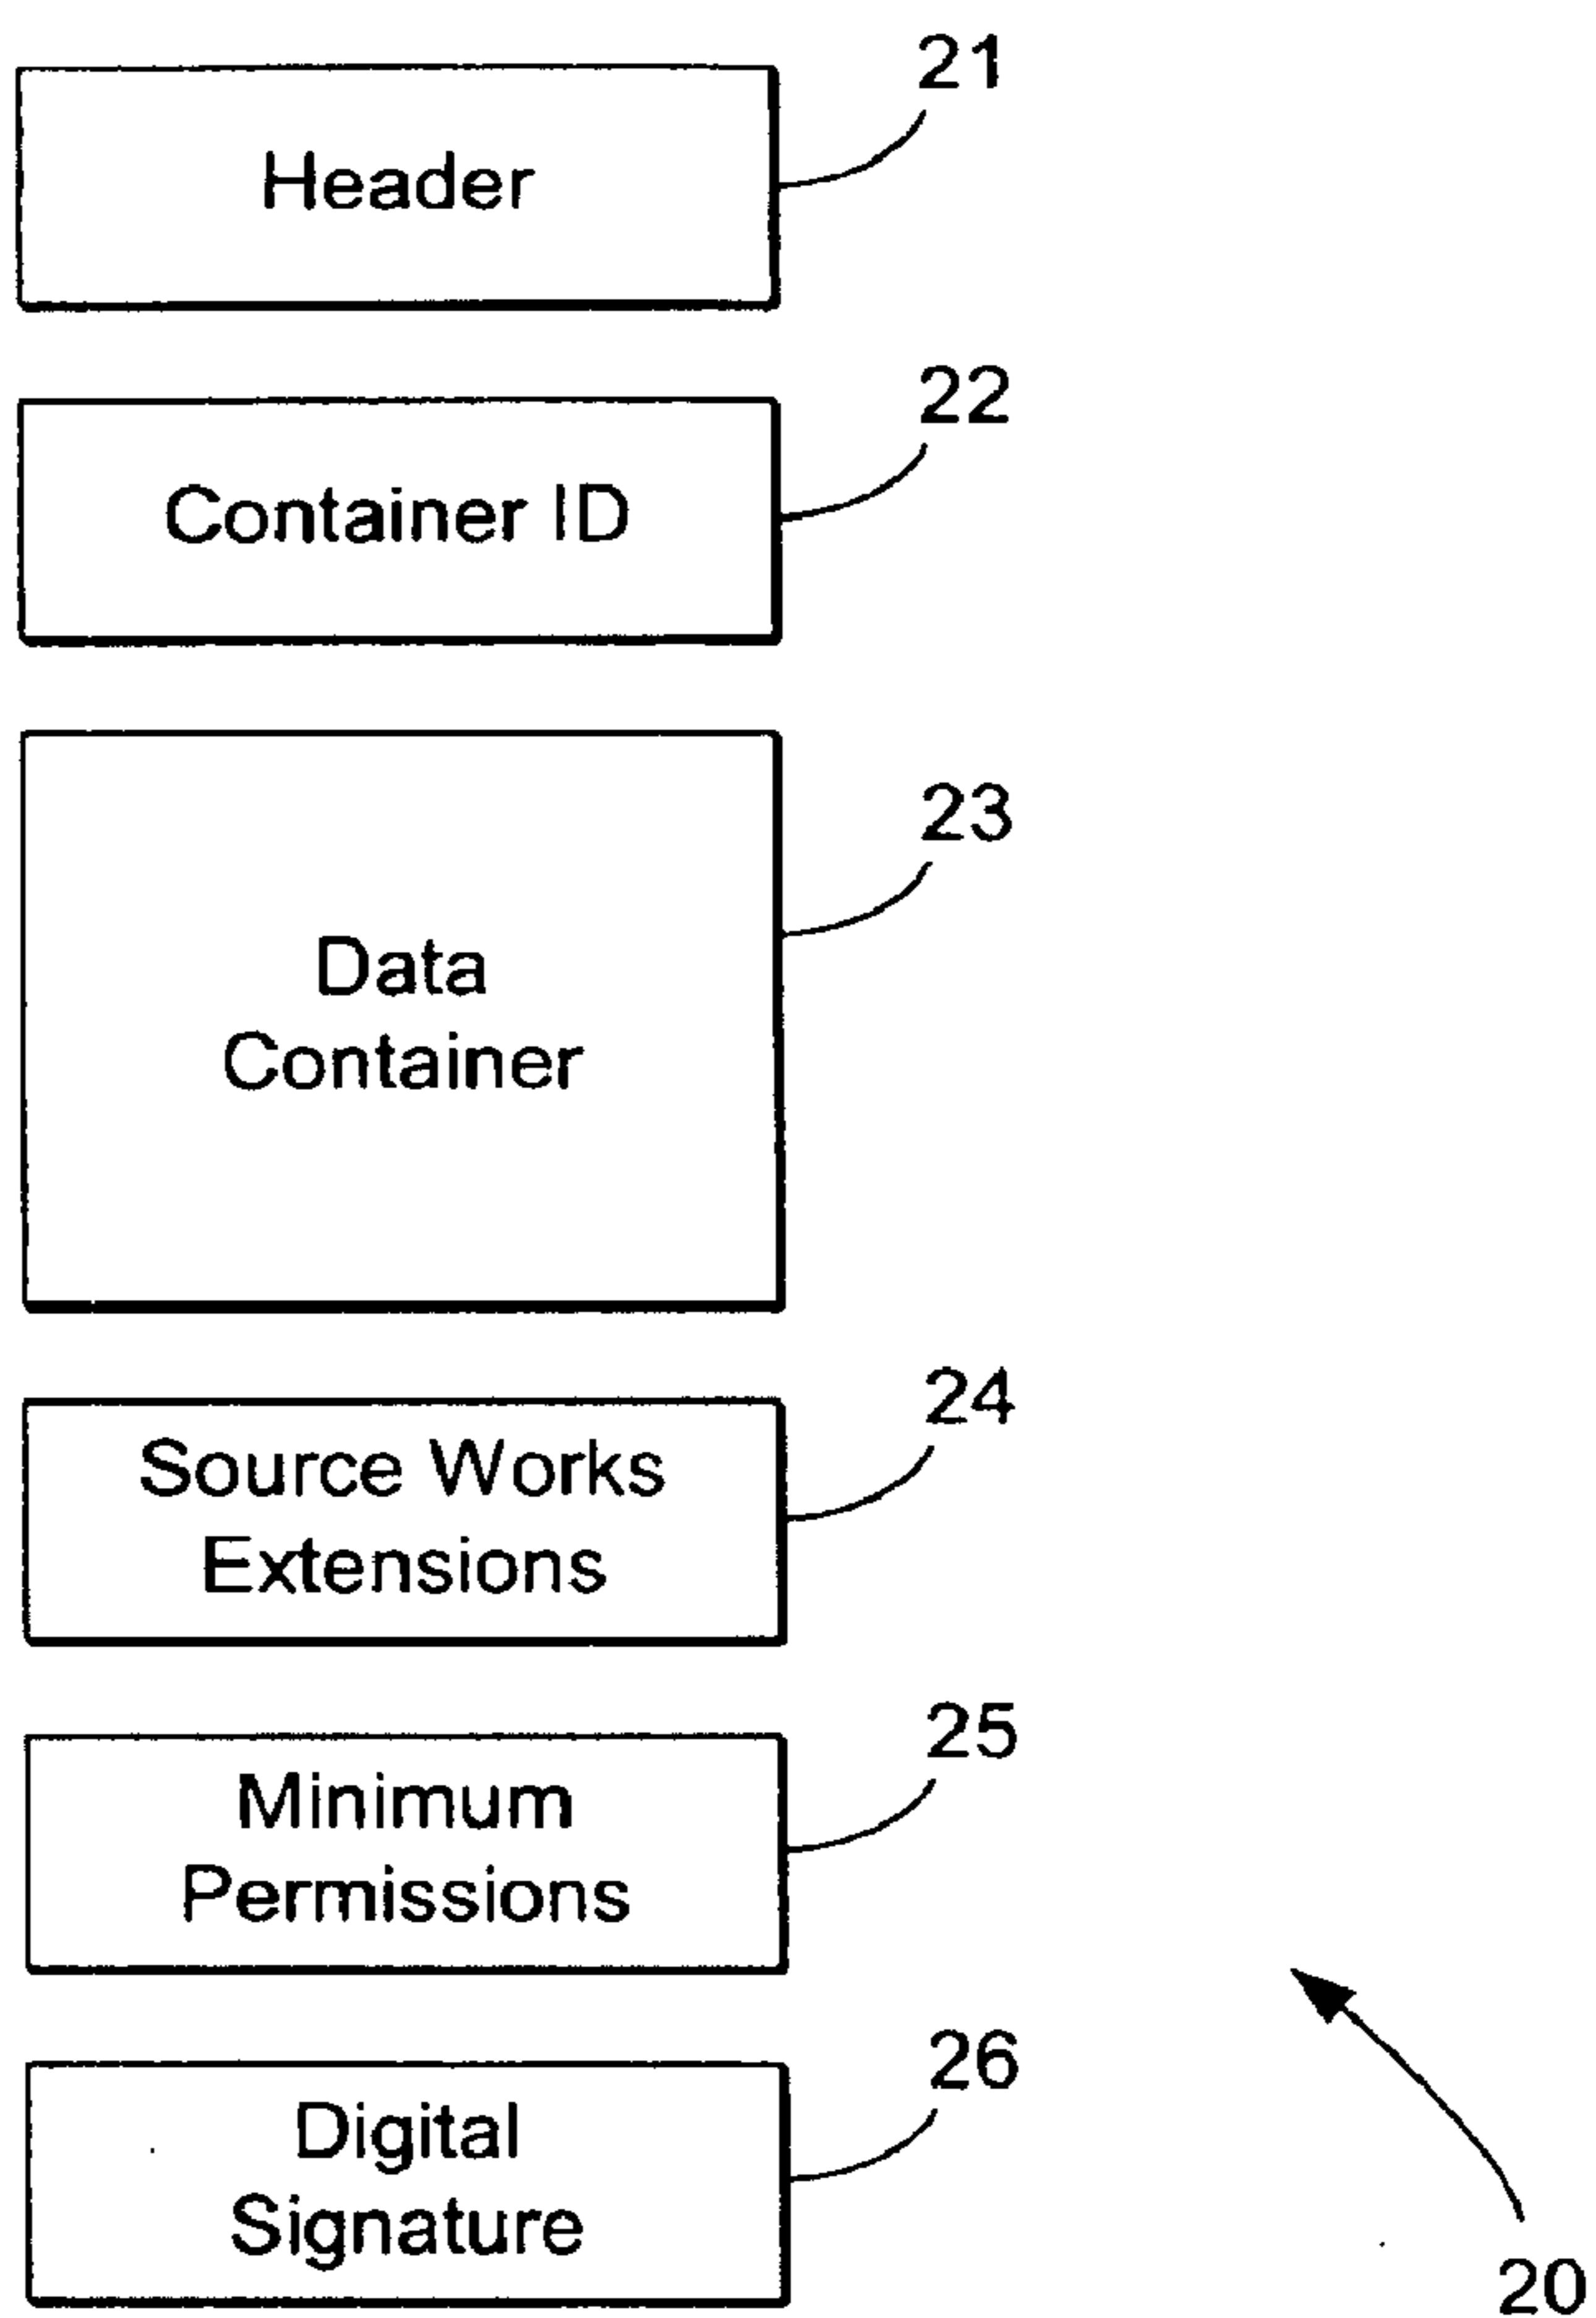 21
Header
22
Container ID
23
Data
Container
24
Source Works
Extensions
25
Minimum
Permissions
26
Digital
Signature
20